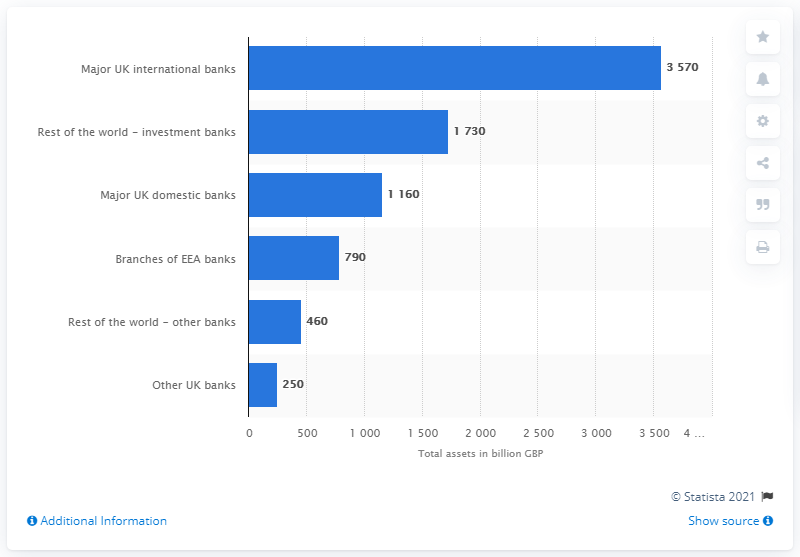 Major UK international banks 3 570
Rest of the world - investment banks 1 730
Major UK domestic banks 1 160
Branches of EEA banks 790
Rest of the world - other banks 460
Other UK banks 250
0 500 1 000 1 500 2 000 2 500 3 000 3 500 4 ...
Total assets in billion GBP
© Statista 2021
Additional Information Show source